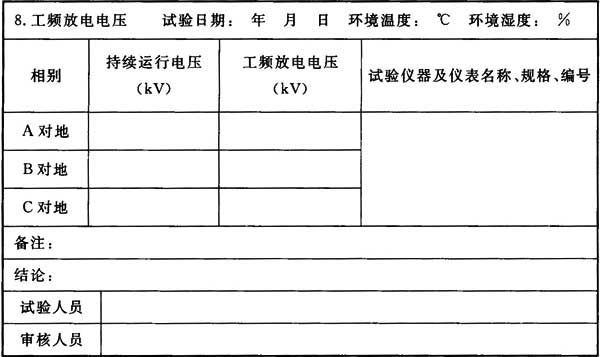 8.工频放电电压 试验日期： 年 月 日 环境温度： ℃ 环境湿度： %
相别 持续运行电压（kV） 工频放电电压（kV） 试验仪器及仪表名称、规格、编号
A对地
B对地
C对地
备注：
结论：
试验人员
审核人员